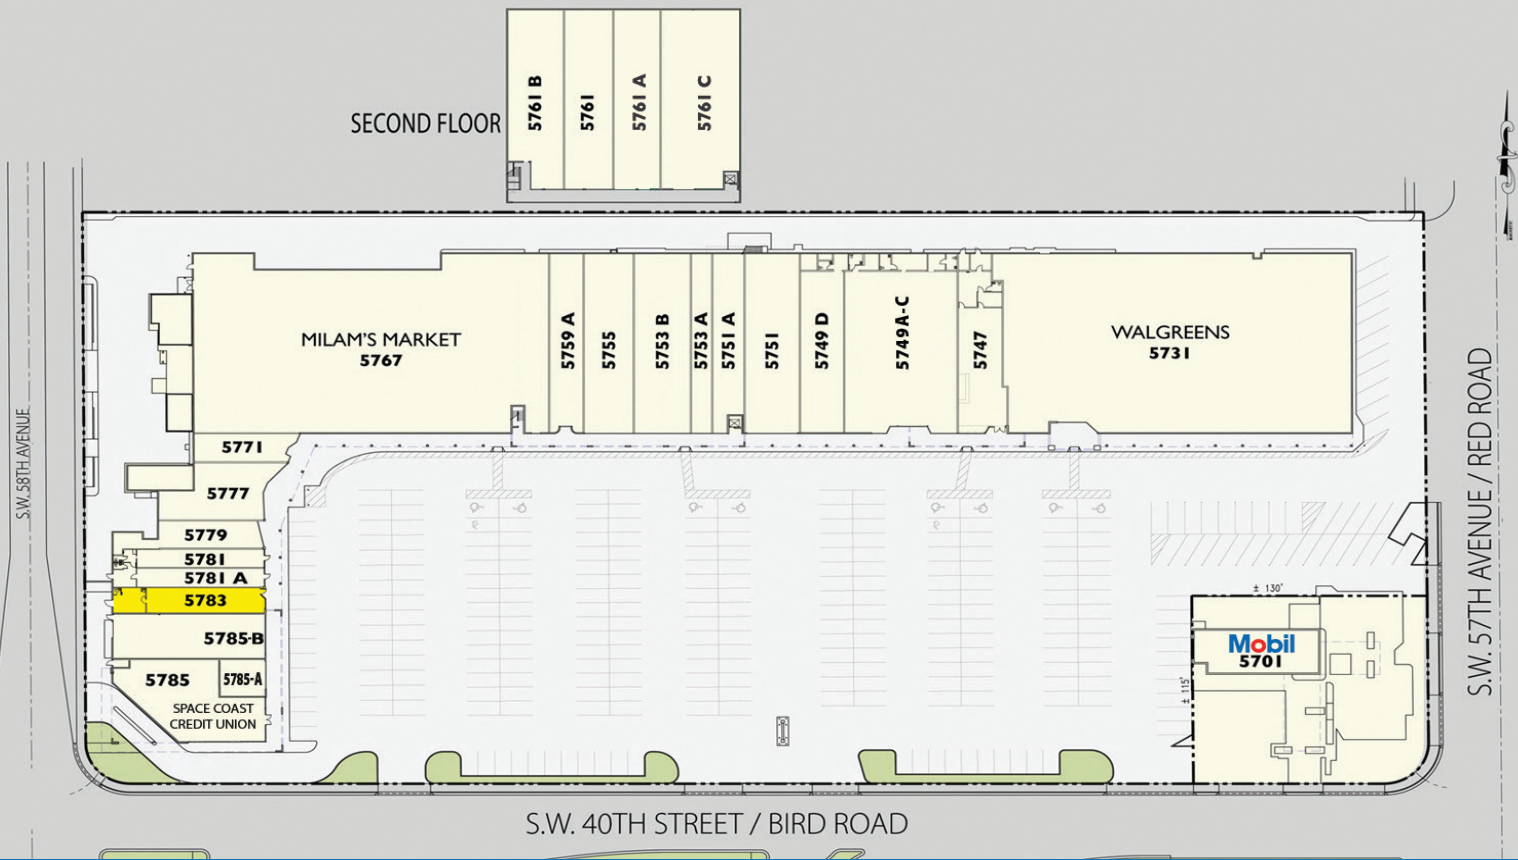 5761 B
5761
5761 A
5761 C
SECOND FLOOR
MILAM'S MARKET
5767
5759 A
5755
5753 B
5753 A
5751 A
5751
5749 D
5749A-C
5747
WALGREENS
5731
5771
5777
5779
5781
5781 A
5783
5785-B
5785
5785-A
SPACE COAST
CREDIT UNION
± 130'
± 115'
Mobil
5701
S.W. 58TH AVENUE
S.W. 57TH AVENUE / RED ROAD
S.W. 40TH STREET / BIRD ROAD